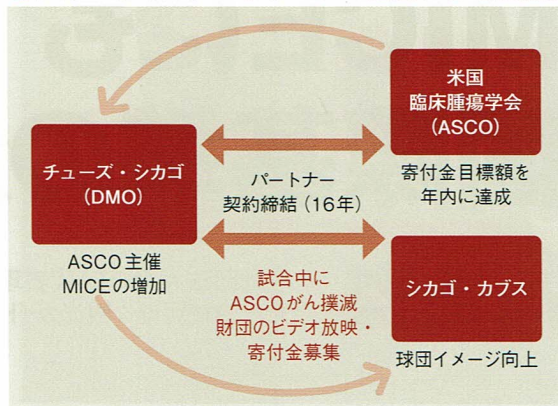 米国
臨床腫瘍学会
(ASCO)
チューズ・シカゴ
(DMO)
パートナー
契約締結(16年)
寄付金目標額を
年内に達成
ASCO主催
MICEの増加
試合中に
ASCOがん撲滅
財団のビデオ放映・
寄付金募集
シカゴ・カブス
球団イメージ向上